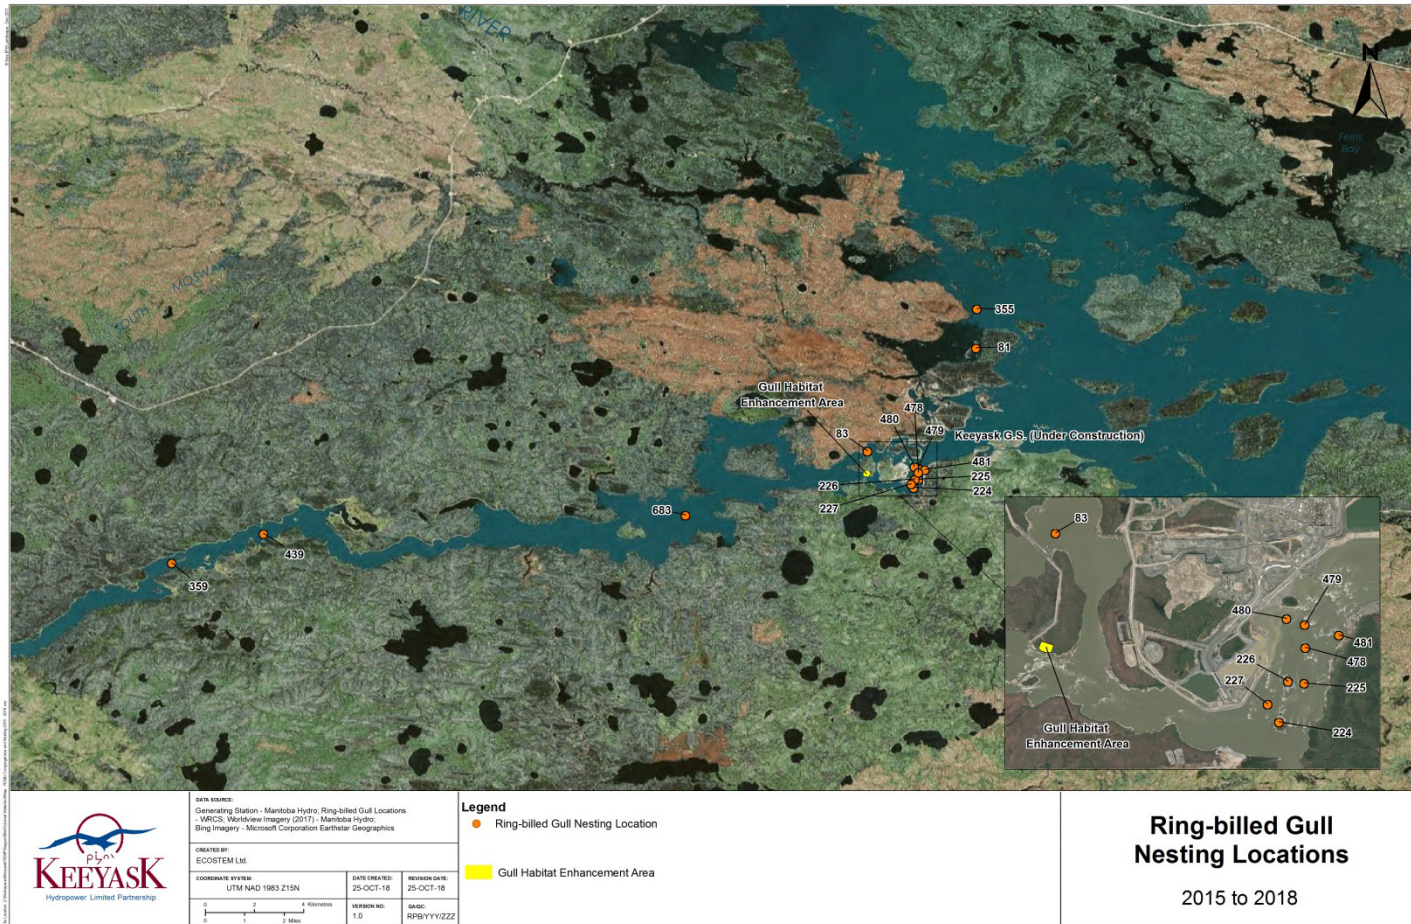 RIVER
N
Ferris
Bay
SOUTH MOSWAK
355
81
Gull Habitat
Enhancement Area
478
480
83
479
Keeyask G.S. (Under Construction)
481
225
226
224
227
683
439
359
83
479
480
481
478
226
225
227
224
Gull Habitat
Enhancement Area
KEEYASK
Hydropower Limited Partnership
DATA SOURCE:
Generating Station - Manitoba Hydro; Ring-billed Gull Locations
- WRCS; Worldview Imagery (2017) - Manitoba Hydro;
Bing Imagery - Microsoft Corporation Earthstar Geographics
CREATED BY:
ECOSTEM Ltd.
COORDINATE SYSTEM:
UTM NAD 1983 Z15N
DATE CREATED:
25-OCT-18
REVISION DATE:
25-OCT-18
0 2 4 Kilometres
0 1 2 Miles
VERSION NO:
1.0
QA/QC:
RPB/YYY/ZZZ
Legend
Ring-billed Gull Nesting Location
Gull Habitat Enhancement Area
Ring-billed Gull
Nesting Locations
2015 to 2018